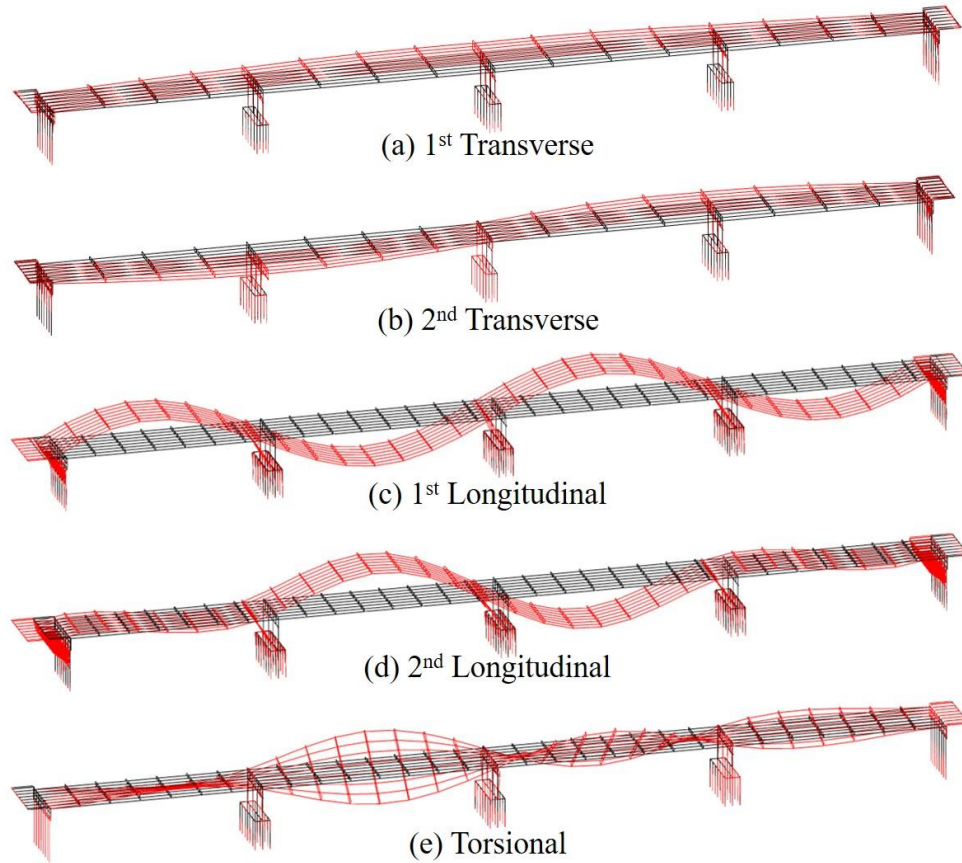 (a) 1st Transverse
(b) 2nd Transverse
(c) 1st Longitudinal
(d) 2nd Longitudinal
(e) Torsional